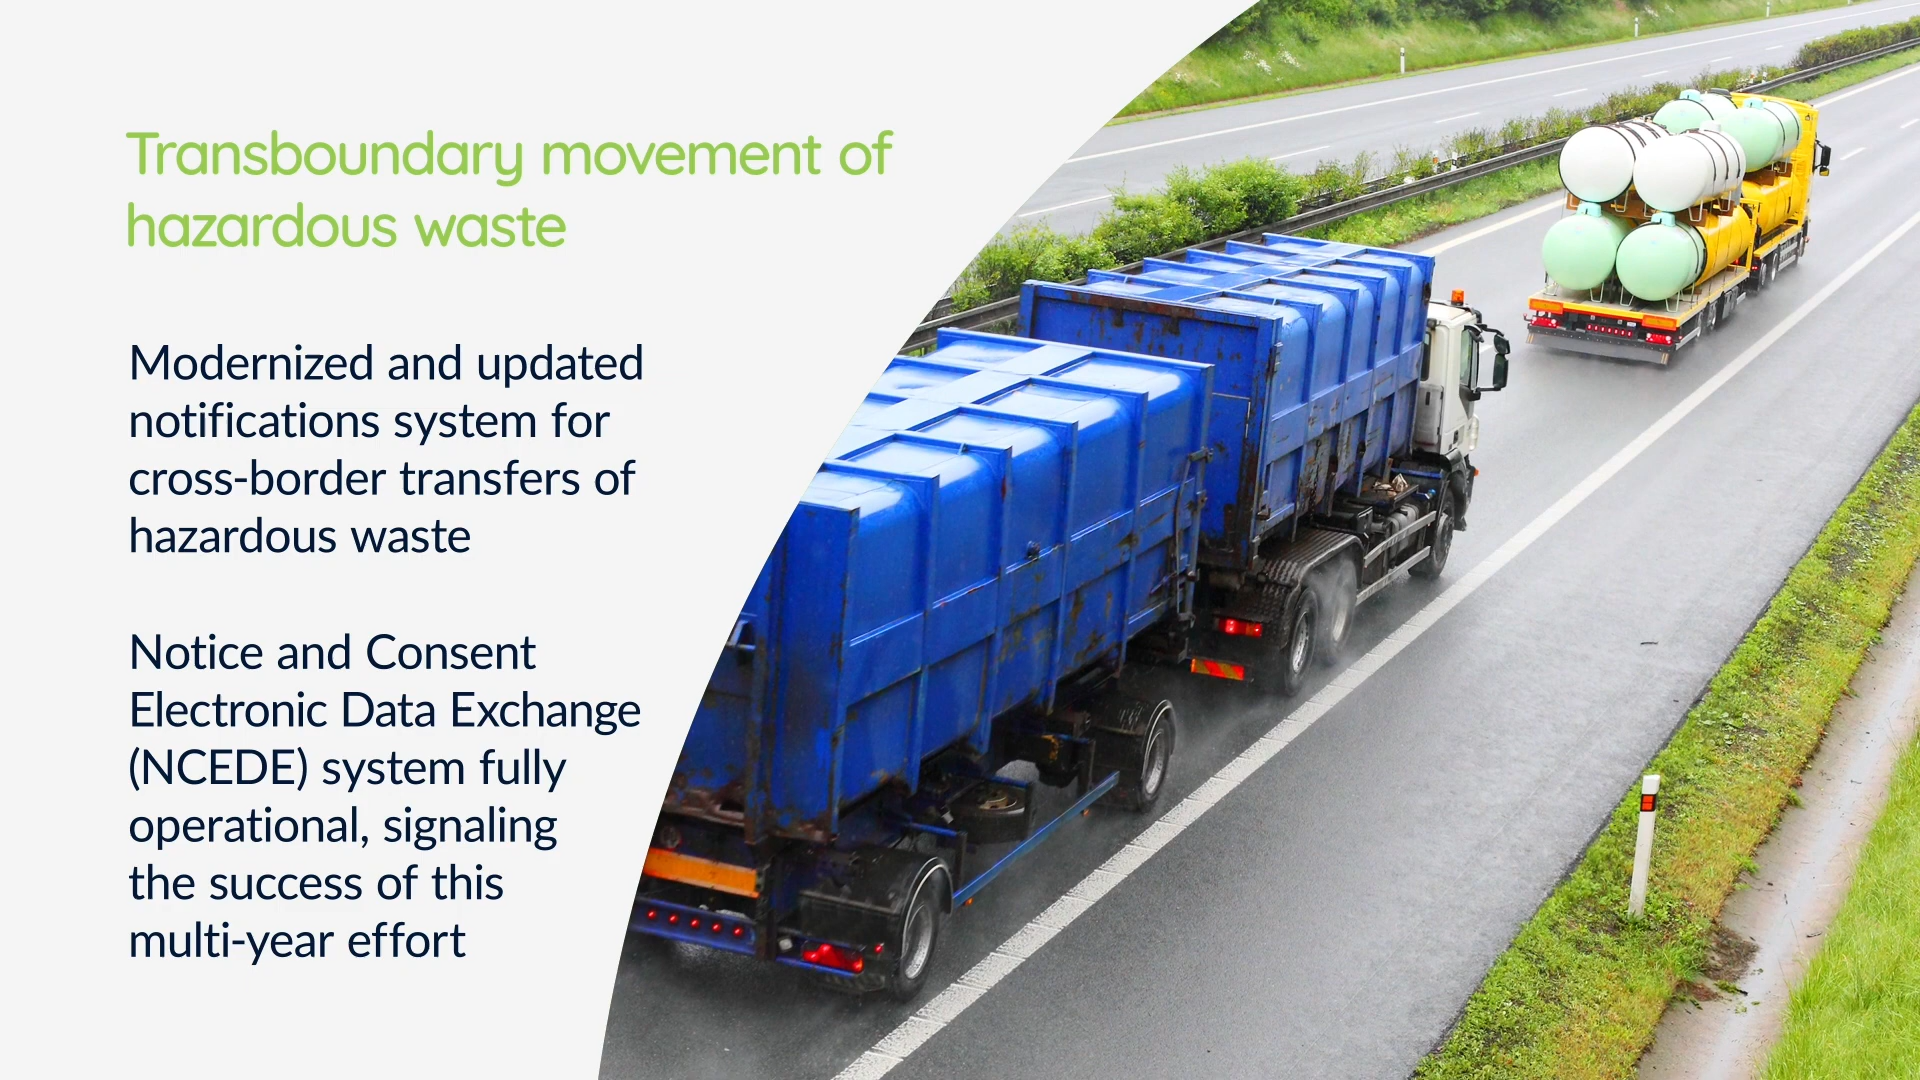 Transboundary movement of
hazardous waste
Modernized and updated
notifications system for
cross-border transfers of
hazardous waste
Notice and Consent
Electronic Data Exchange
(NCEDE) system fully
operational, signaling
the success of this
multi-year effort